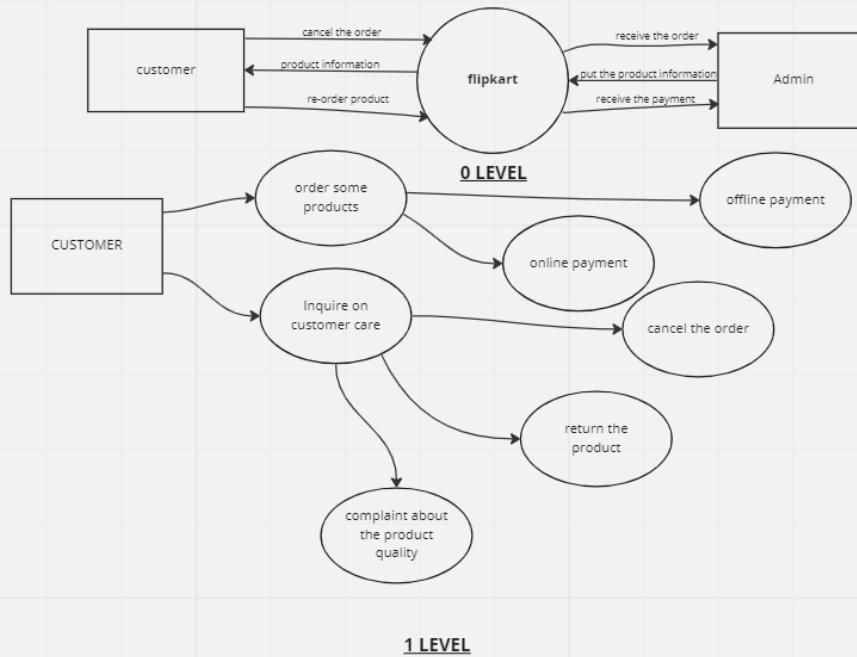 cancel the order
receive the order
customer
product information
flipkart
put the product information
Admin
re-order product
receive the payment
0 LEVEL
order some
products
offline payment
CUSTOMER
online payment
Inquire on
customer care
cancel the order
return the
product
complaint about
the product
quality
1 LEVEL